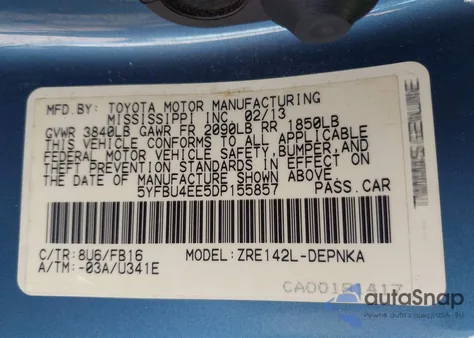 MFD.BY: TOYOTA MOTOR MANUFACTURING
MISSISSIPPI INC. 02/13
GVWR 3840LB GAWR FR 2090LB RR 1850LB
THIS VEHICLE CONFORMS TO ALL APPLICABLE
FEDERAL MOTOR VEHICLE SAFETY, BUMPER, AND
THEFT PREVENTION STANDARDS IN EFFECT ON
THE DATE OF MANUFACTURE SHOWN ABOVE.
5YFBU4EE5DP155857 PASS.CAR
C/TR: 8U6/FB16 MODEL: ZRE142L-DEPNKA
A/TM: -03A/U341E
autoSnap